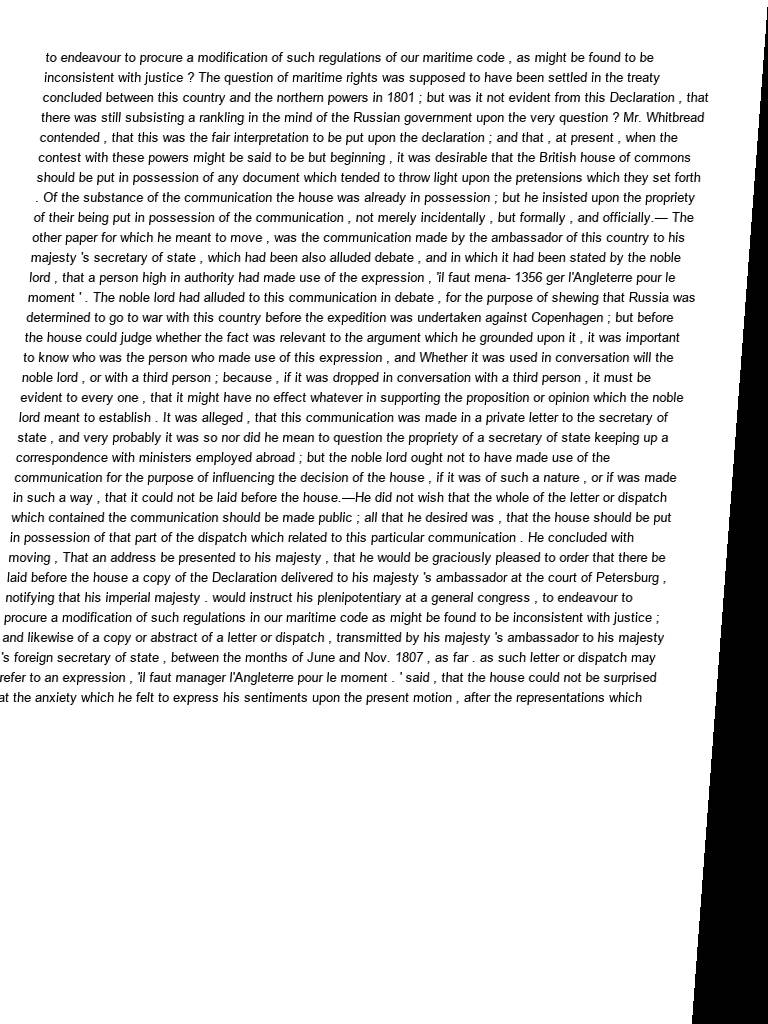 to endeavour to procure a modification of such regulations of our maritime code , as might be found to be
inconsistent with justice ? The question of maritime rights was supposed to have been settled in the treaty
concluded between this country and the northern powers in 1801 ; but was it not evident from this Declaration , that
there was still subsisting a rankling in the mind of the Russian government upon the very question ? Mr. Whitbread
contended , that this was the fair interpretation to be put upon the declaration ; and that , at present , when the
contest with these powers might be said to be but beginning , it was desirable that the British house of commons
should be put in possession of any document which tended to throw light upon the pretensions which they set forth
. Of the substance of the communication the house was already in possession ; but he insisted upon the propriety
of their being put in possession of the communication , not merely incidentally , but formally , and officially.— The
other paper for which he meant to move , was the communication made by the ambassador of this country to his
majesty 's secretary of state , which had been also alluded debate , and in which it had been stated by the noble
lord , that a person high in authority had made use of the expression , 'il faut mena- 1356 ger l'Angleterre pour le
moment ' . The noble lord had alluded to this communication in debate , for the purpose of shewing that Russia was
determined to go to war with this country before the expedition was undertaken against Copenhagen ; but before
the house could judge whether the fact was relevant to the argument which he grounded upon it , it was important
to know who was the person who made use of this expression , and Whether it was used in conversation will the
noble lord , or with a third person ; because , if it was dropped in conversation with a third person , it must be
evident to every one , that it might have no effect whatever in supporting the proposition or opinion which the noble
lord meant to establish . It was alleged , that this communication was made in a private letter to the secretary of
state , and very probably it was so nor did he mean to question the propriety of a secretary of state keeping up a
correspondence with ministers employed abroad ; but the noble lord ought not to have made use of the
communication for the purpose of influencing the decision of the house , if it was of such a nature , or if was made
in such a way , that it could not be laid before the house.—He did not wish that the whole of the letter or dispatch
which contained the communication should be made public ; all that he desired was , that the house should be put
in possession of that part of the dispatch which related to this particular communication . He concluded with
moving , That an address be presented to his majesty , that he would be graciously pleased to order that there be
laid before the house a copy of the Declaration delivered to his majesty 's ambassador at the court of Petersburg ,
notifying that his imperial majesty . would instruct his plenipotentiary at a general congress , to endeavour to
procure a modification of such regulations in our maritime code as might be found to be inconsistent with justice ;
and likewise of a copy or abstract of a letter or dispatch , transmitted by his majesty 's ambassador to his majesty
's foreign secretary of state , between the months of June and Nov. 1807 , as far . as such letter or dispatch may
refer to an expression , 'il faut manager l'Angleterre pour le moment . ' said , that the house could not be surprised
at the anxiety which he felt to express his sentiments upon the present motion , after the representations which